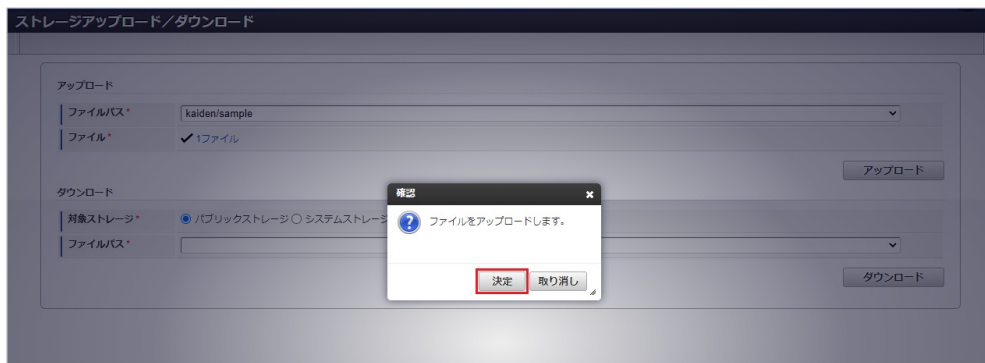 ストレージアップロード／ダウンロード
アップロード
ファイルパス*
kaiden/sample
ファイル*
1ファイル
アップロード
ダウンロード
対象ストレージ*
パブリックストレージ システムストレージ
ファイルパス*
ダウンロード
確認
ファイルをアップロードします。
決定 取り消し